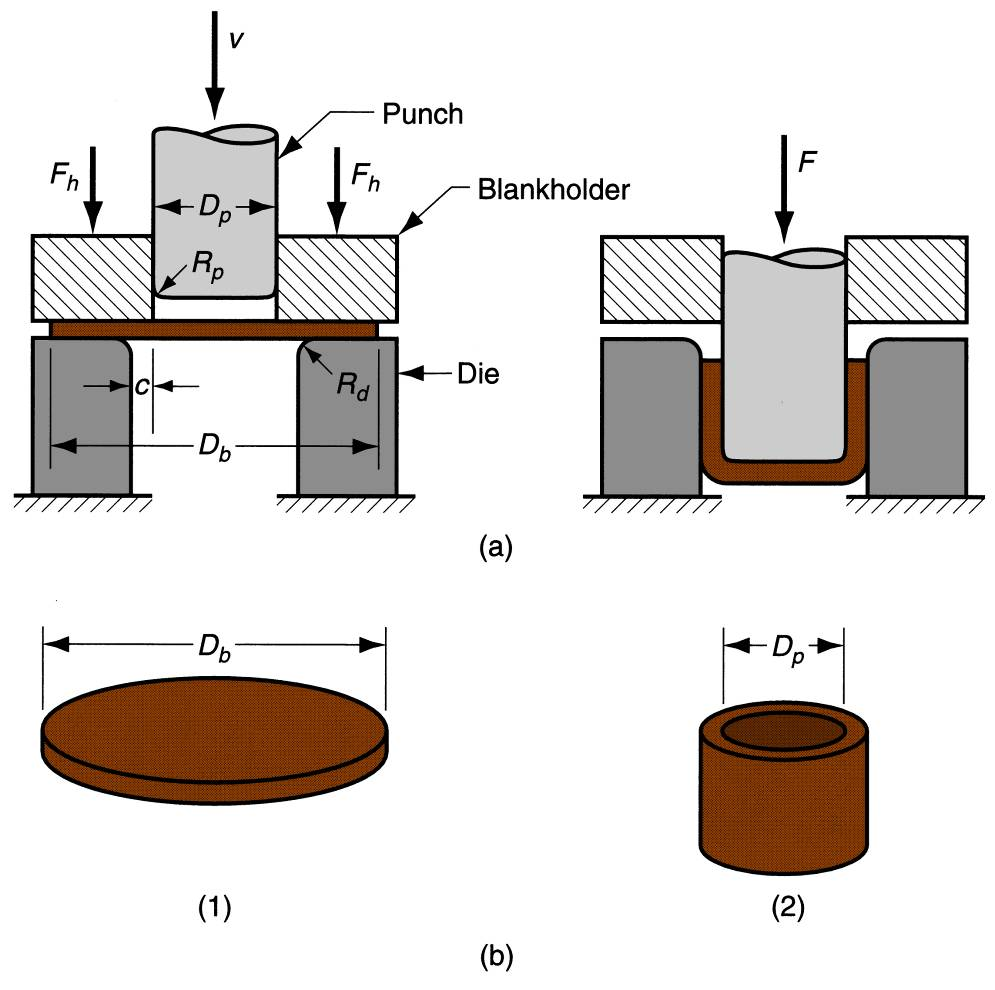 v
Punch
F_h
F_h
Blankholder
D_p
F
R_p
c
R_d
Die
D_b
(a)
D_b
D_p
(1)
(2)
(b)